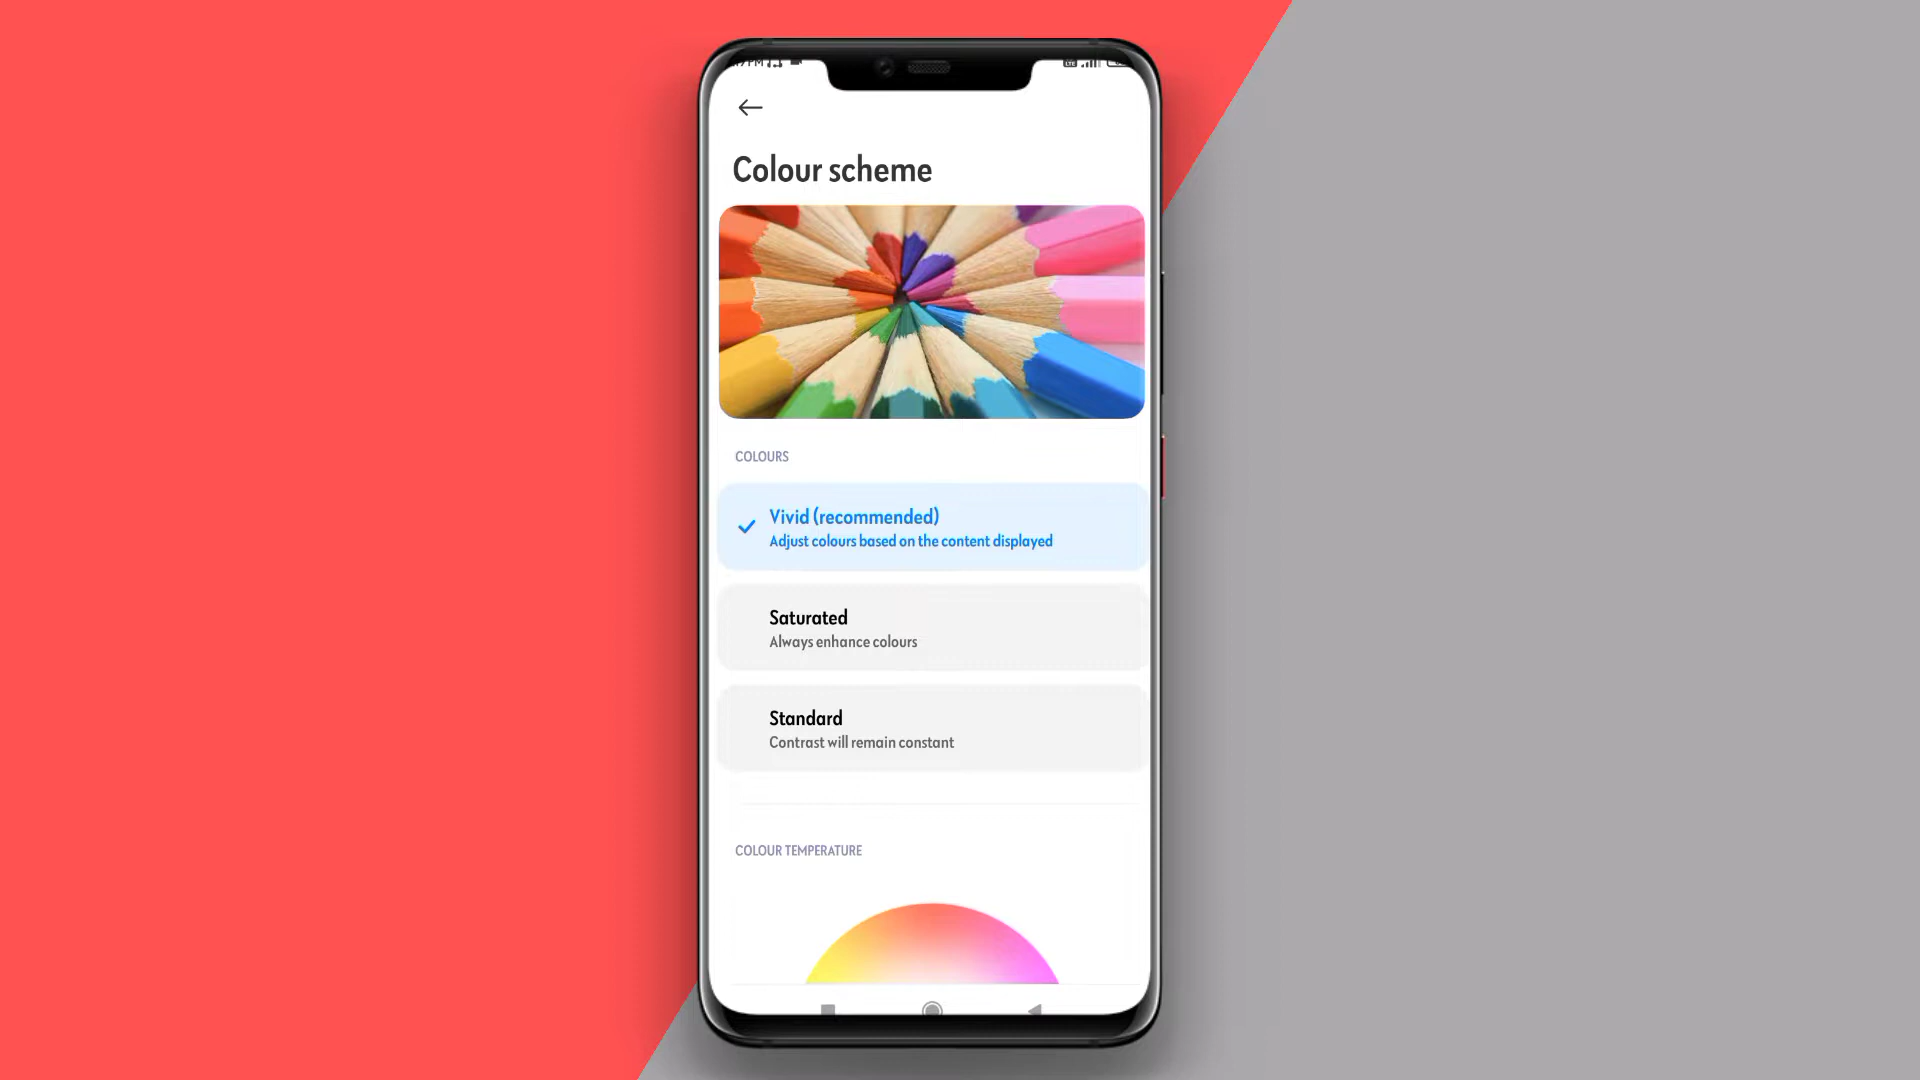 Colour scheme
COLOURS
Vivid (recommended)
Adjust colours based on the content displayed
Saturated
Always enhance colours
Standard
Contrast will remain constant
COLOUR TEMPERATURE